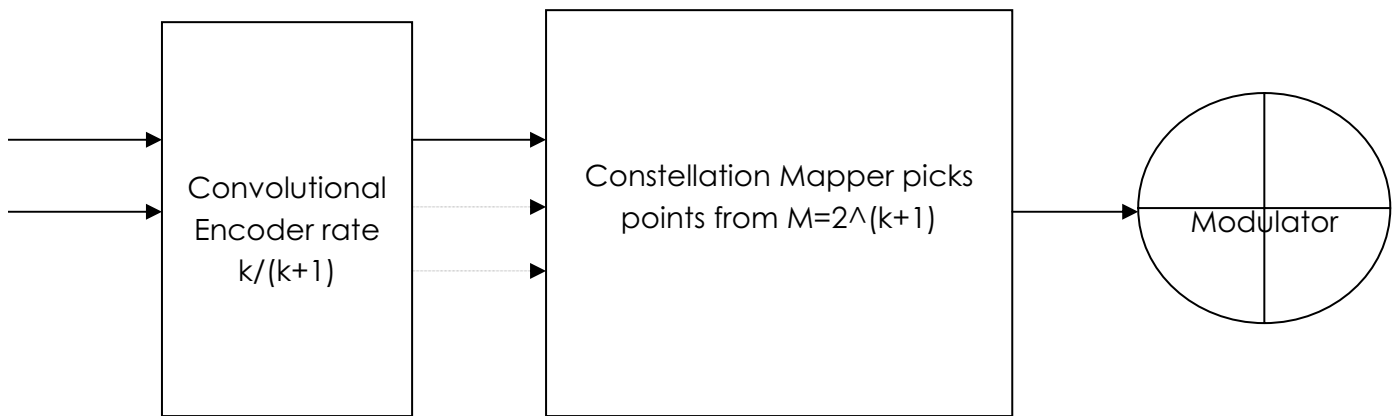 Convolutional
Encoder rate
k/(k+1)
Constellation Mapper picks
points from M=2^(k+1)
Modulator